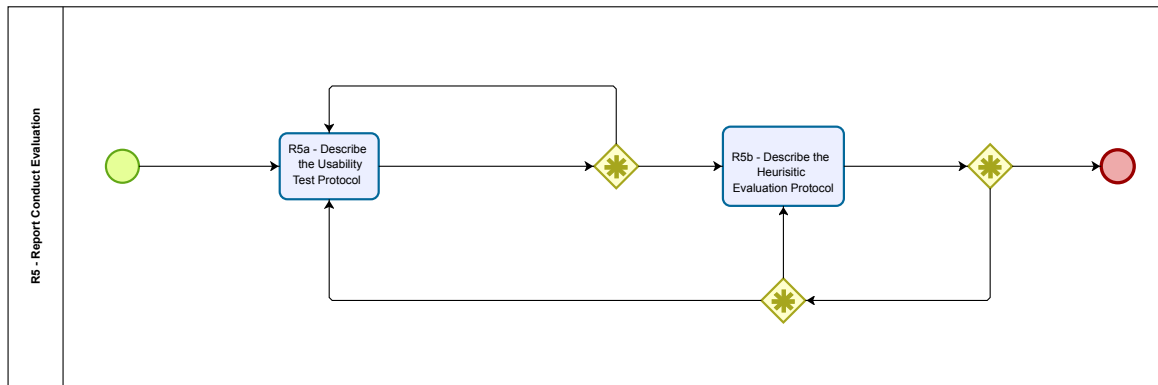 R5 - Report Conduct Evaluation
R5a - Describe
the Usability
Test Protocol
R5b - Describe the
Heurisitic
Evaluation Protocol